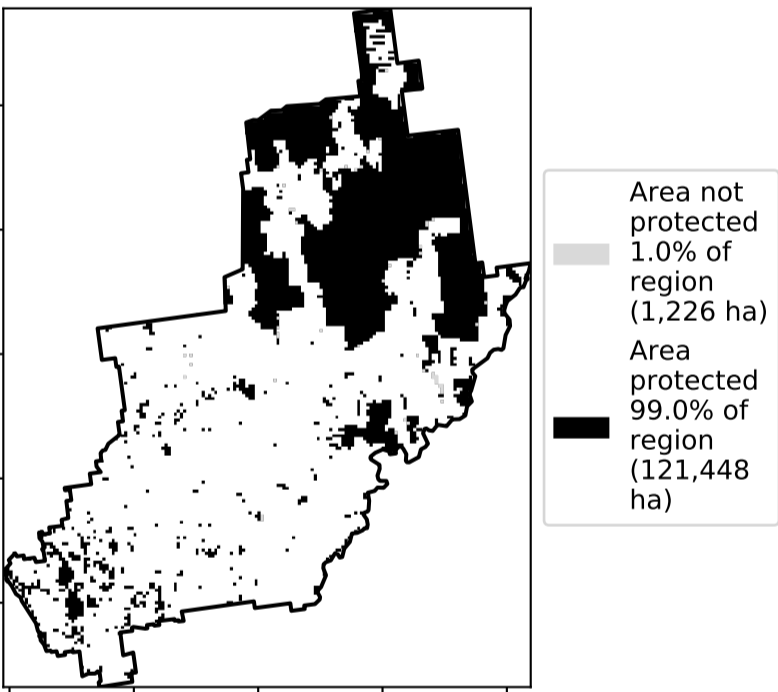 Area not
protected
1.0% of
region
(1,226 ha)
Area
protected
99.0% of
region
(121,448
ha)